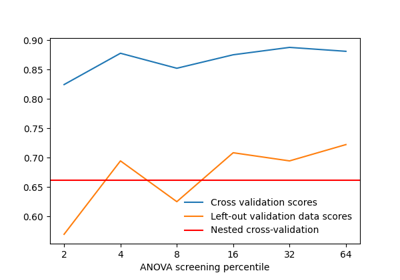 0.90
0.85
0.80
0.75
0.70
0.65
0.60
Cross validation scores
Left-out validation data scores
Nested cross-validation
2 4 8 16 32 64
ANOVA screening percentile